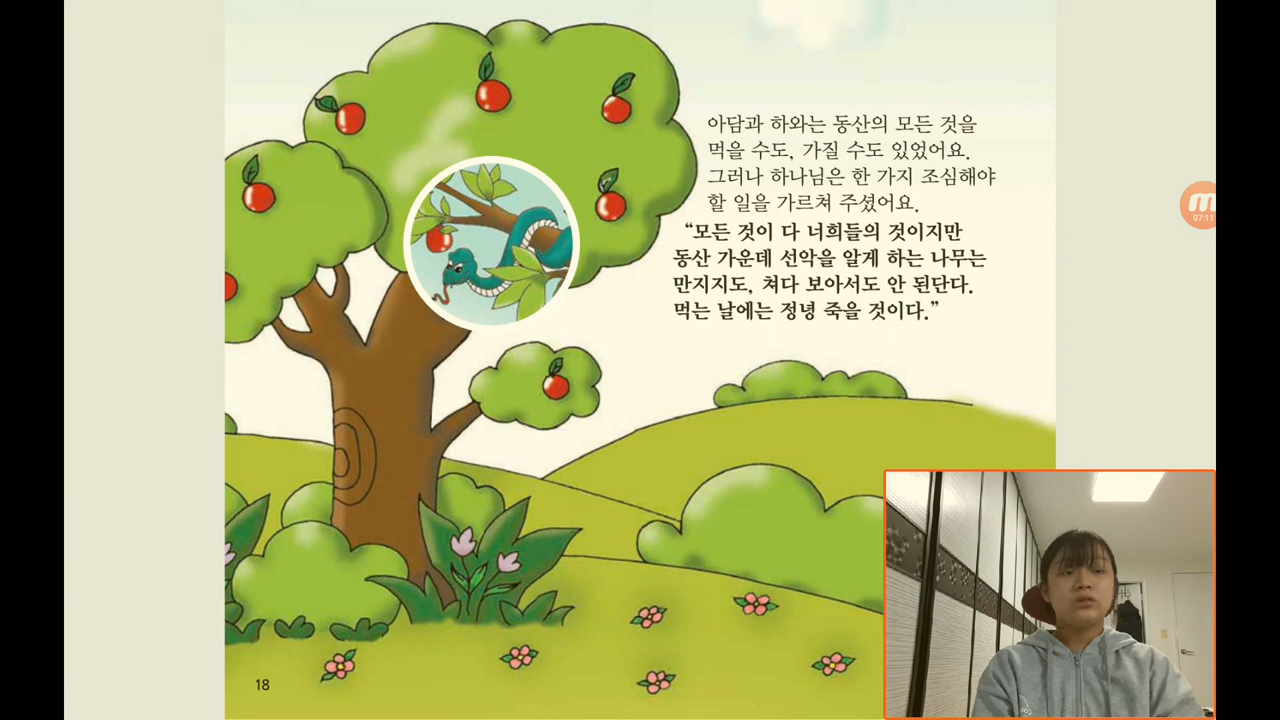 아담과 하와는 동산의 모든 것을
먹을 수도, 가질 수도 있었어요.
그러나 하나님은 한 가지 조심해야
할 일을 가르쳐 주셨어요.
“모든 것이 다 너희들의 것이지만
동산 가운데 선악을 알게 하는 나무는
만지지도, 쳐다 보아서도 안 된단다.
먹는 날에는 정녕 죽을 것이다.”
07:11
18